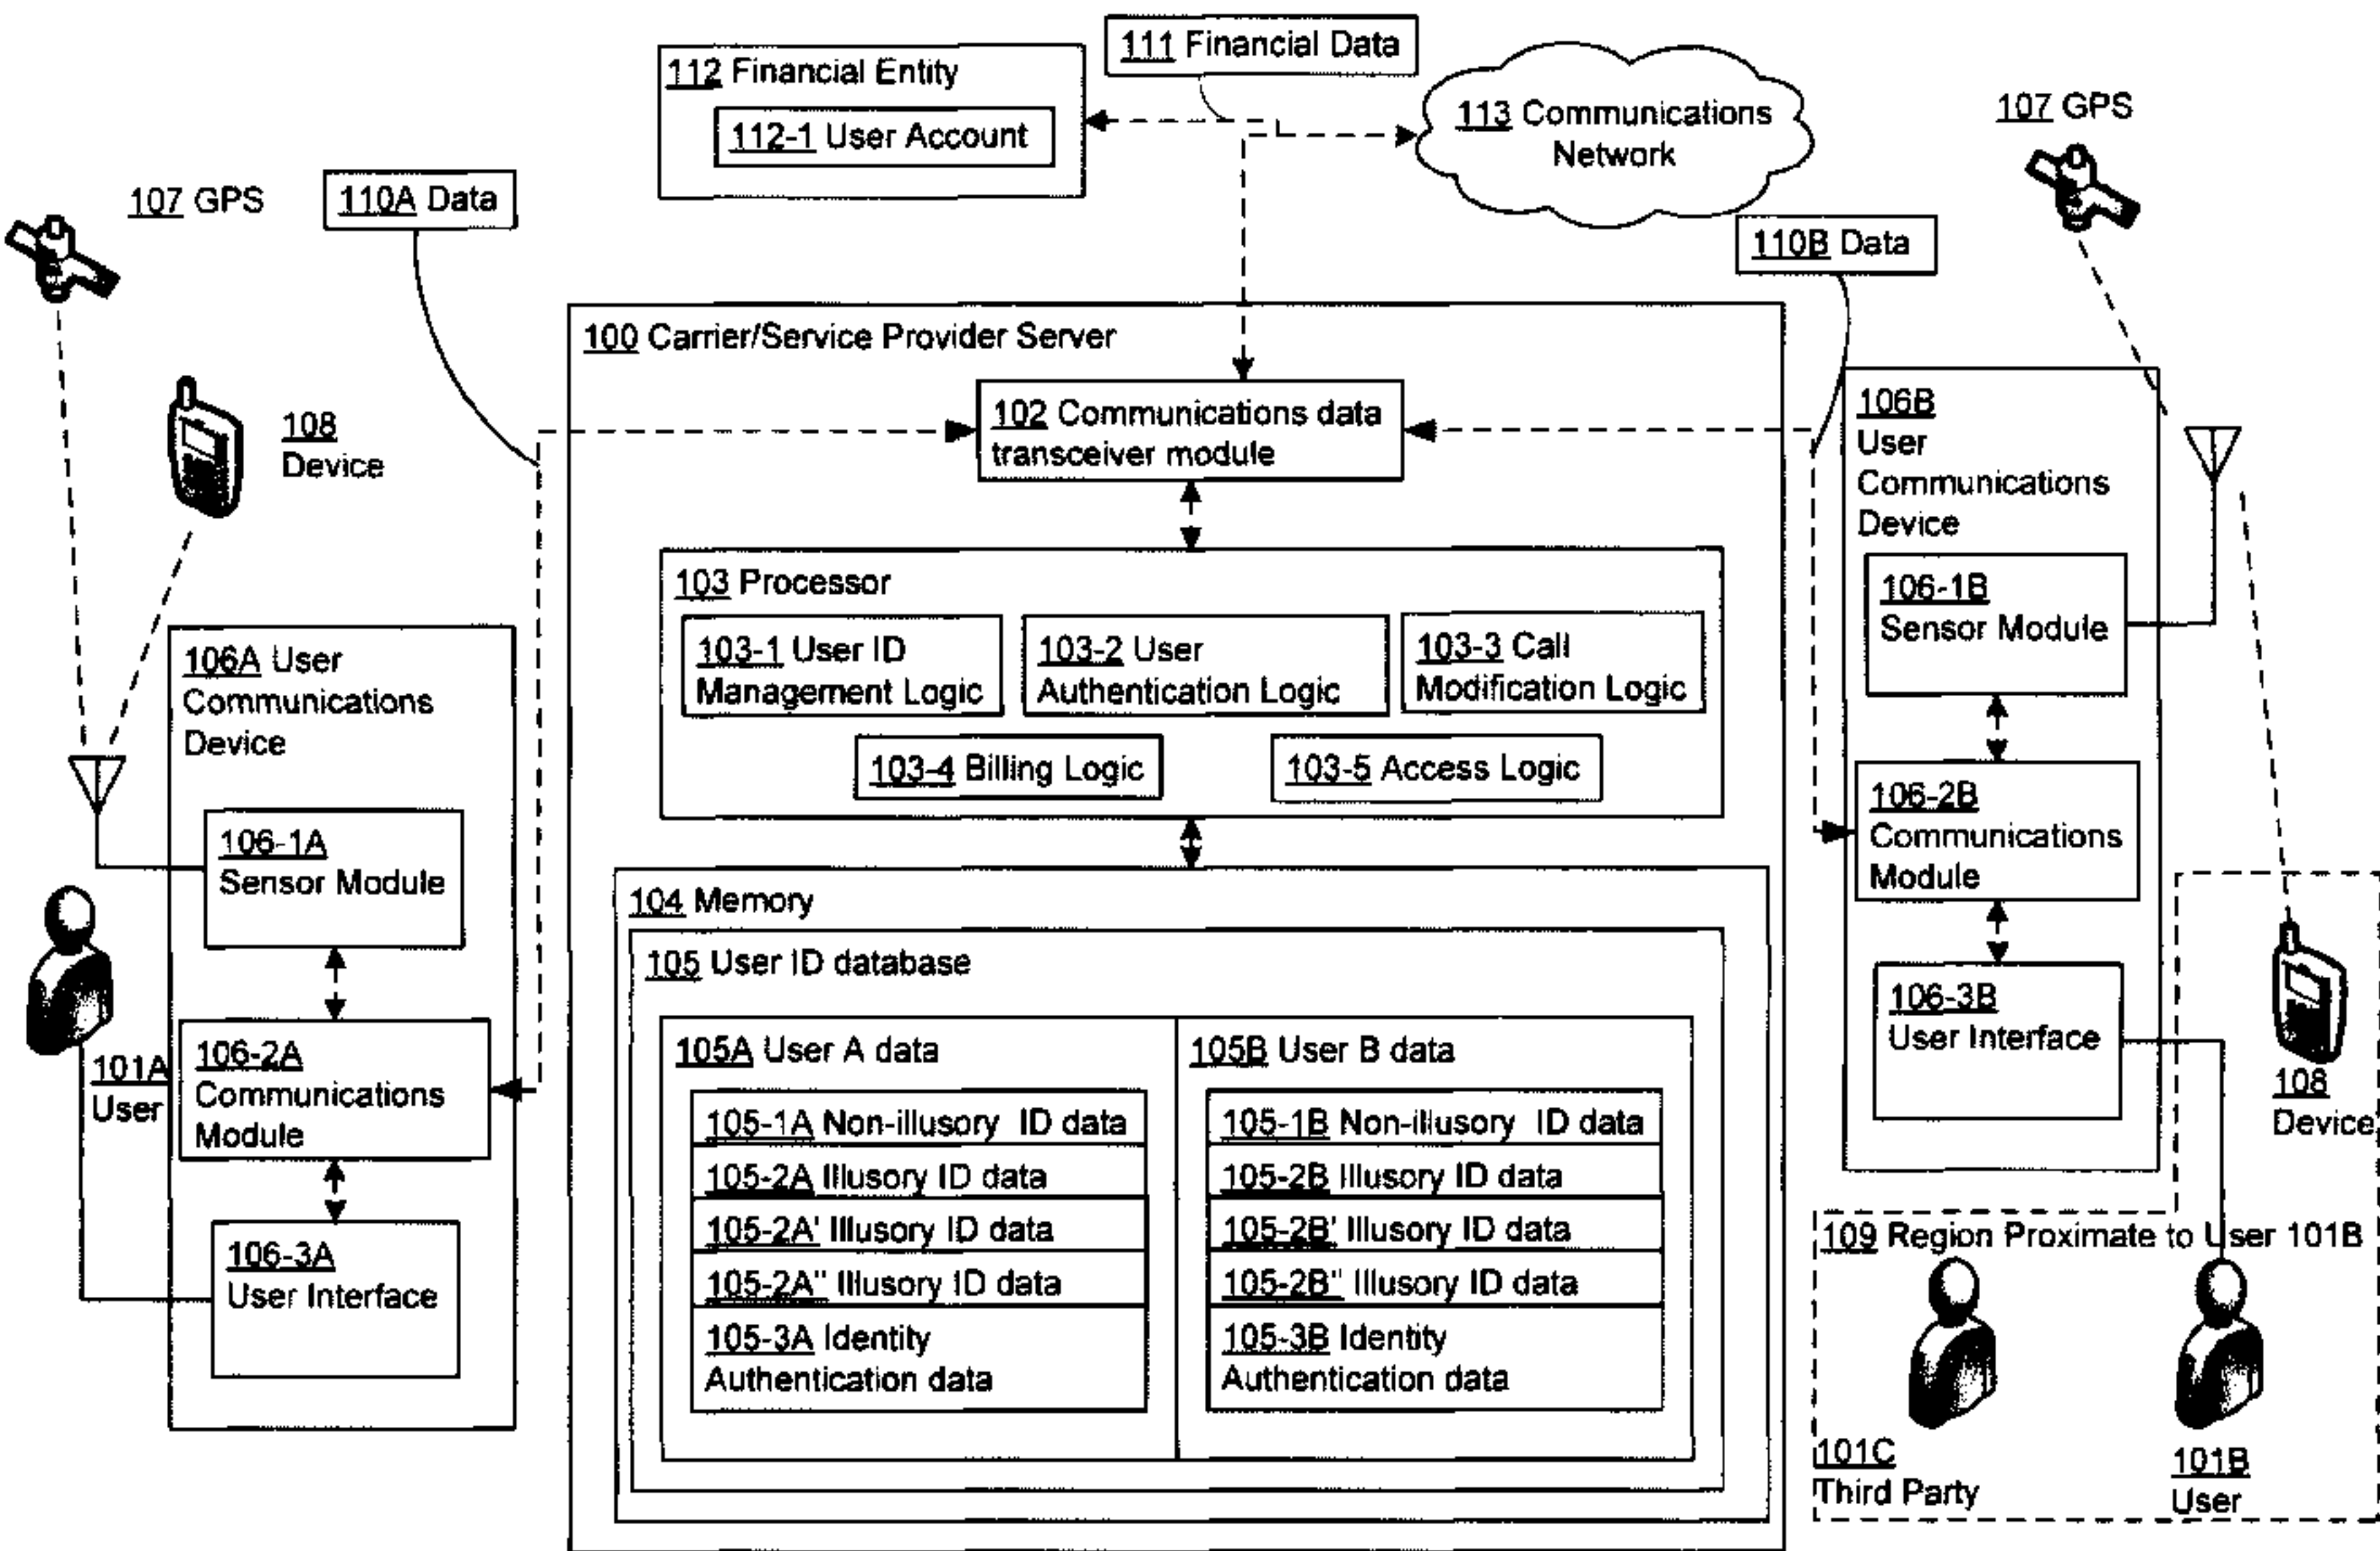 111 Financial Data
112 Financial Entity
112-1 User Account
113 Communications
Network
107 GPS
107 GPS
110A Data
110B Data
100 Carrier/Service Provider Server
102 Communications data
transceiver module
108
Device
103 Processor
103-1 User ID
Management Logic
103-2 User
Authentication Logic
103-3 Call
Modification Logic
103-4 Billing Logic
103-5 Access Logic
106A User
Communications
Device
106-1A
Sensor Module
101A
User
106-2A
Communications
Module
106-3A
User Interface
104 Memory
105 User ID database
105A User A data
105-1A Non-illusory ID data
105-2A Illusory ID data
105-2A' Illusory ID data
105-2A" Illusory ID data
105-3A Identity
Authentication data
105B User B data
105-1B Non-illusory ID data
105-2B Illusory ID data
105-2B' Illusory ID data
105-2B" Illusory ID data
105-3B Identity
Authentication data
106B
User
Communications
Device
106-1B
Sensor Module
106-2B
Communications
Module
106-3B
User Interface
108
Device
109 Region Proximate to User 101B
101C
Third Party
101B
User